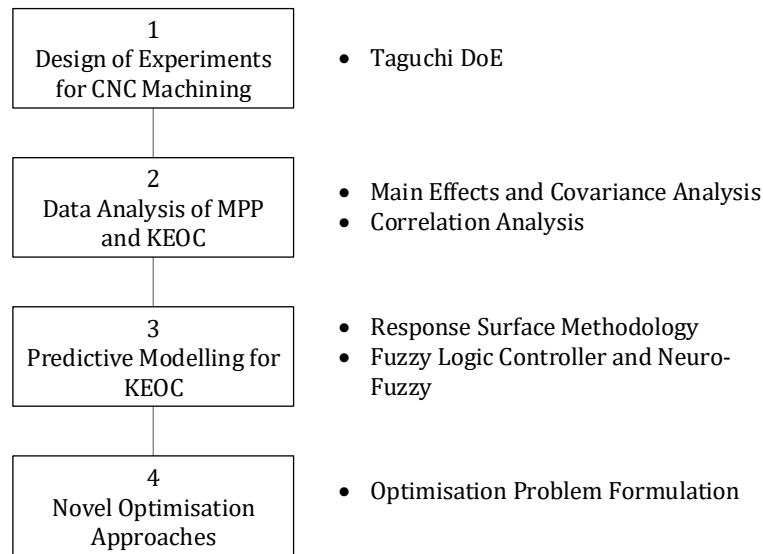 1
Design of Experiments
for CNC Machining
• Taguchi DoE
2
Data Analysis of MPP
and KEOC
• Main Effects and Covariance Analysis
• Correlation Analysis
3
Predictive Modelling for
KEOC
• Response Surface Methodology
• Fuzzy Logic Controller and Neuro-
Fuzzy
4
Novel Optimisation
Approaches
• Optimisation Problem Formulation